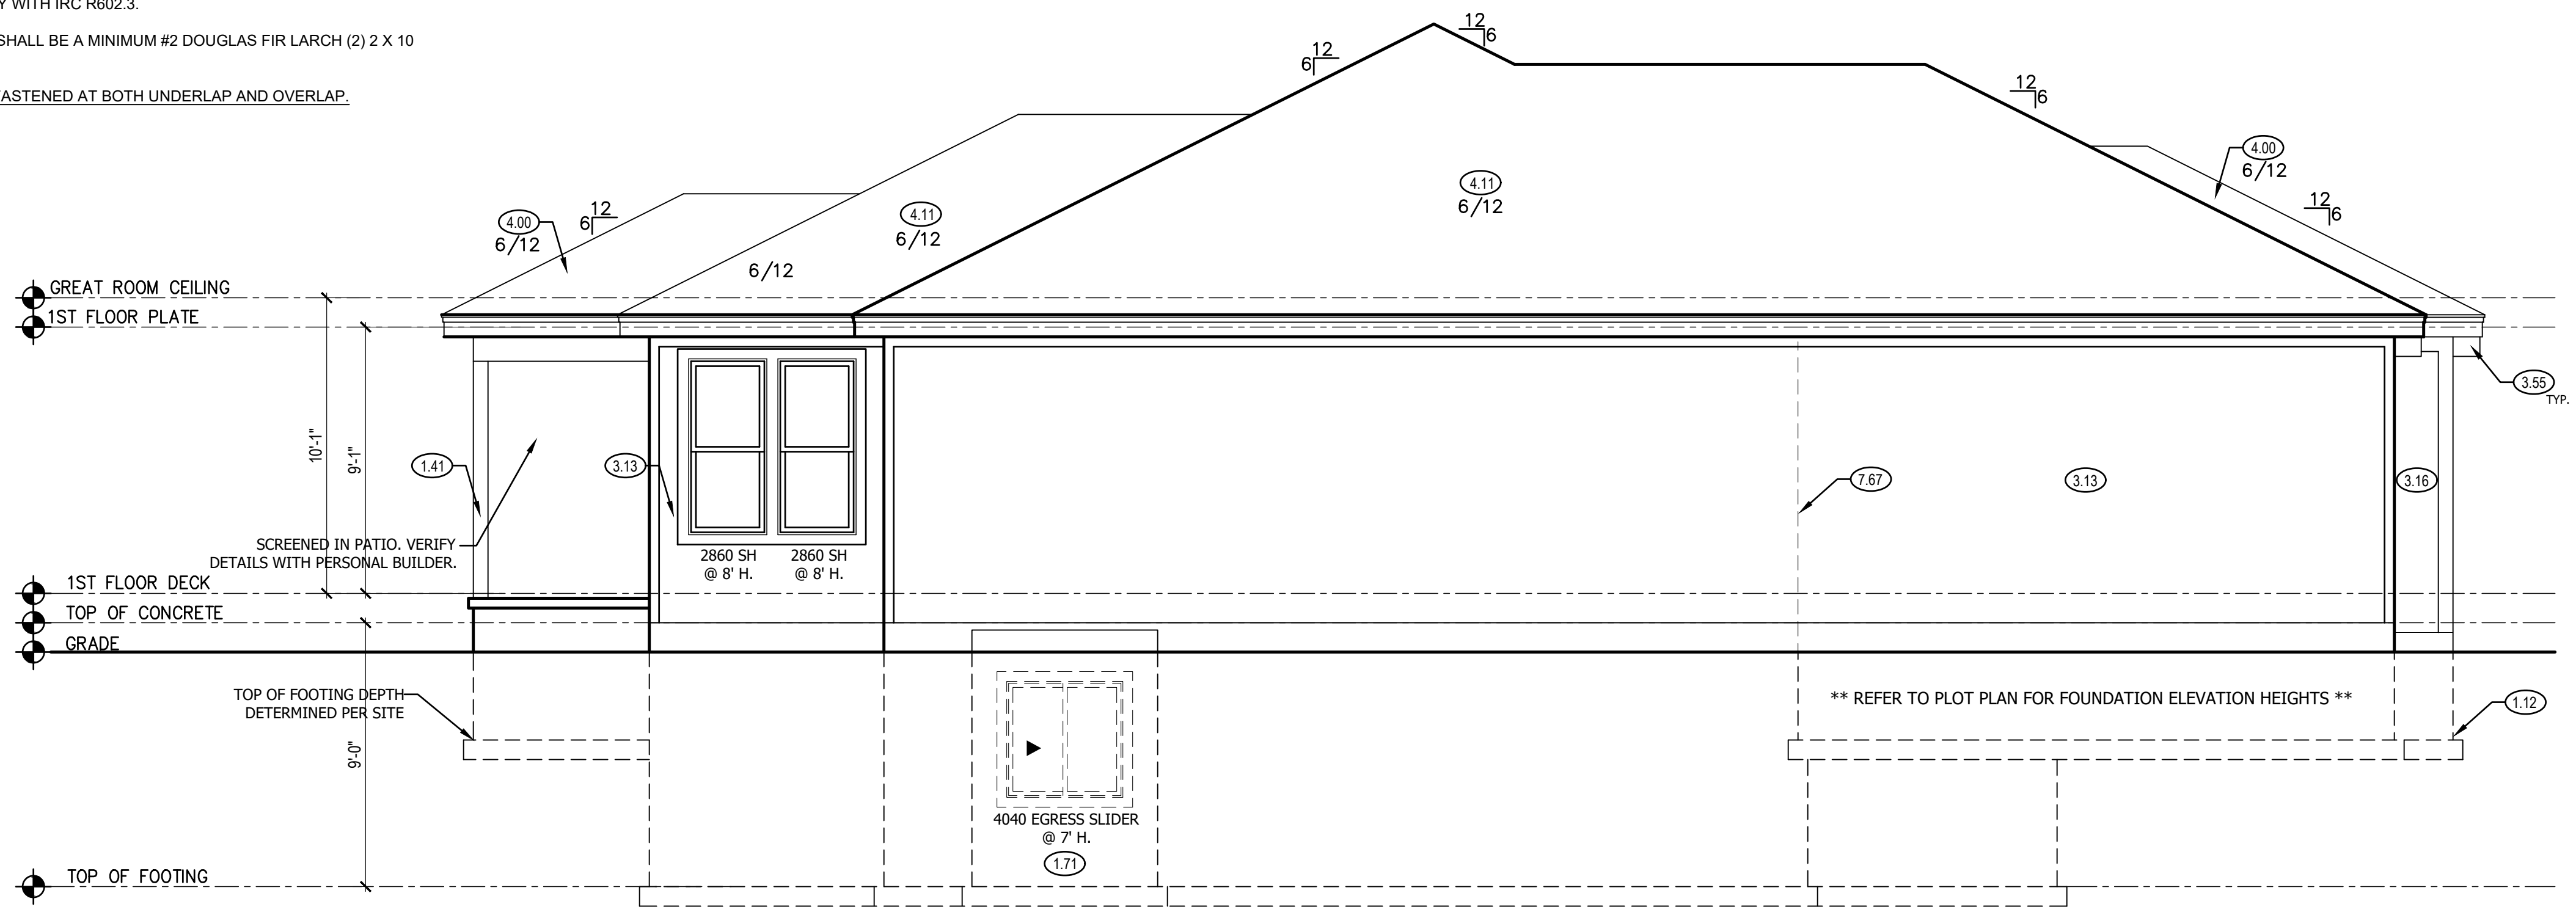 Y WITH IRC R602.3.
SHALL BE A MINIMUM #2 DOUGLAS FIR LARCH (2) 2 X 10
FASTENED AT BOTH UNDERLAP AND OVERLAP.
12
6
12
6
12
6
4.00
6/12
12
6
12
6
4.00
6/12
4.11
6/12
4.11
6/12
6/12
GREAT ROOM CEILING
1ST FLOOR PLATE
3.55
TYP.
10'-1"
9'-1"
1.41
3.13
7.67
3.13
3.16
SCREENED IN PATIO. VERIFY
DETAILS WITH PERSONAL BUILDER.
2860 SH
@ 8' H.
2860 SH
@ 8' H.
1ST FLOOR DECK
TOP OF CONCRETE
GRADE
TOP OF FOOTING DEPTH
DETERMINED PER SITE
** REFER TO PLOT PLAN FOR FOUNDATION ELEVATION HEIGHTS **
1.12
9'-0"
4040 EGRESS SLIDER
@ 7' H.
1.71
TOP OF FOOTING